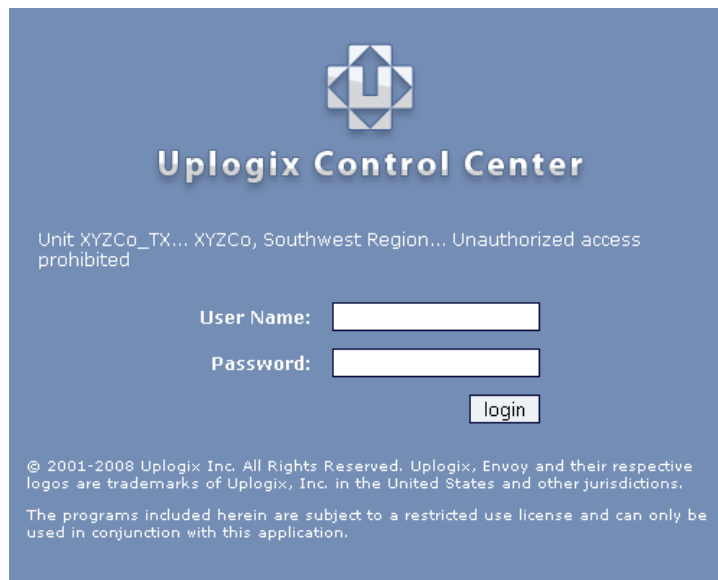 U
Uplogix Control Center
Unit XYZCo_TX... XYZCo, Southwest Region... Unauthorized access
prohibited
User Name:
Password:
login
© 2001-2008 Uplogix Inc. All Rights Reserved. Uplogix, Envoy and their respective
logos are trademarks of Uplogix, Inc. in the United States and other jurisdictions.
The programs included herein are subject to a restricted use license and can only be
used in conjunction with this application.